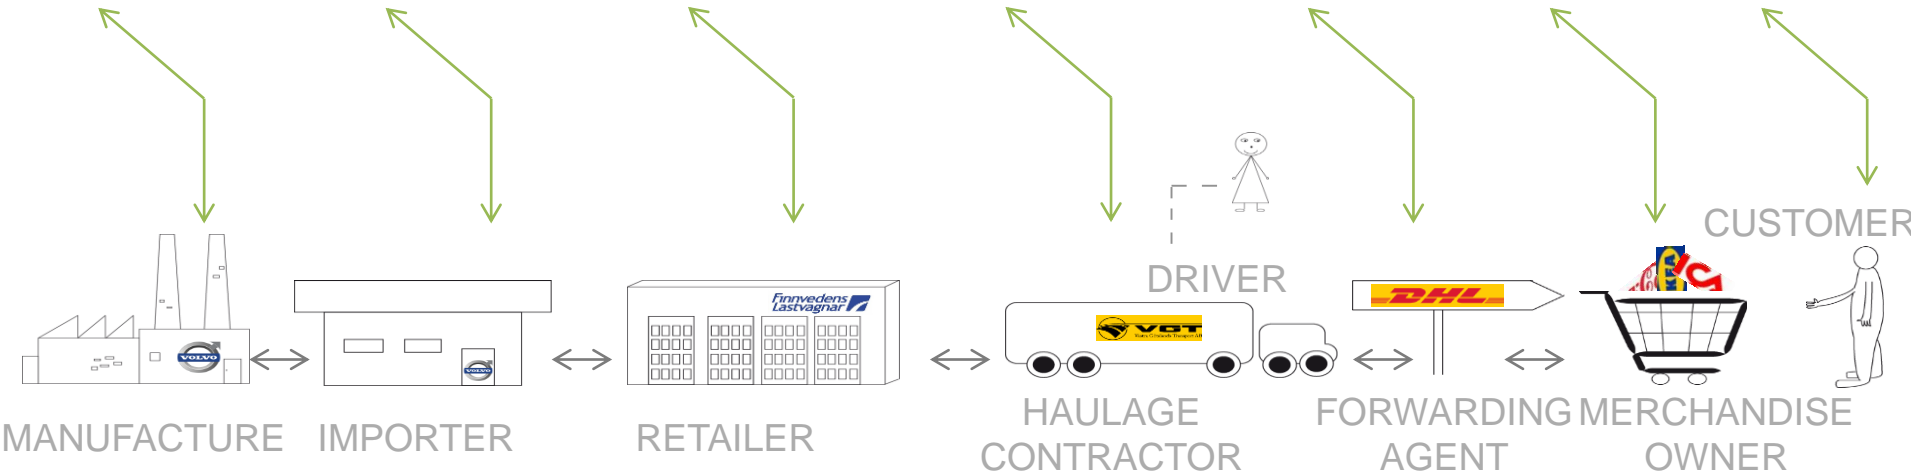 CUSTOMER
DRIVER
Finnvedens
Lastvagnar
VOLVO
VOLVO
VGT
DHL
MANUFACTURE
IMPORTER
RETAILER
HAULAGE
CONTRACTOR
FORWARDING
AGENT
MERCHANDISE
OWNER